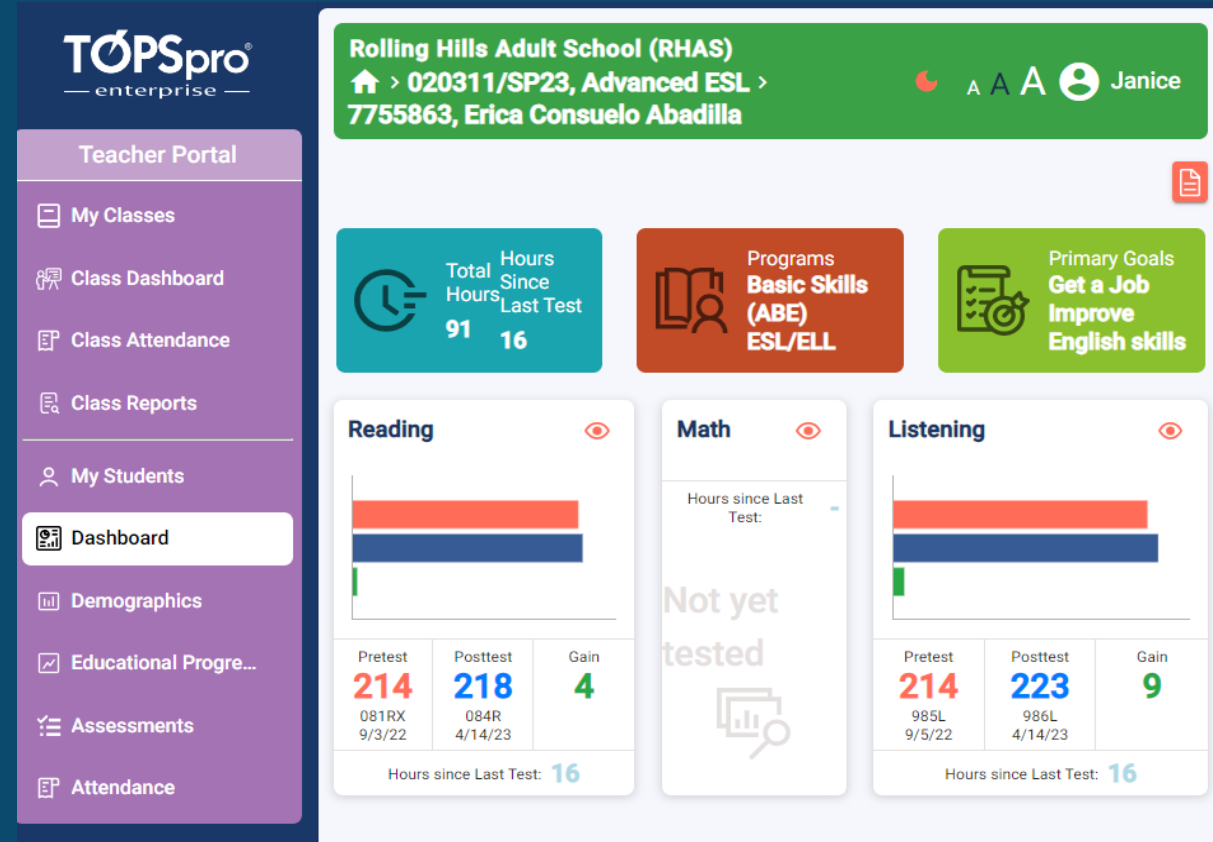 TOPSpro®
enterprise
Teacher Portal
My Classes
Class Dashboard
Class Attendance
Class Reports
My Students
Dashboard
Demographics
Educational Progre...
Assessments
Attendance
Rolling Hills Adult School (RHAS)
> 020311/SP23, Advanced ESL >
7755863, Erica Consuelo Abadilla
A A A Janice
Total
Hours
91
Hours
Since
Last Test
16
Programs
Basic Skills
(ABE)
ESL/ELL
Primary Goals
Get a Job
Improve
English skills
Reading
Pretest Posttest Gain
214 218 4
081RX 084R
9/3/22 4/14/23
Hours since Last Test: 16
Math
Hours since Last
Test: -
Not yet
tested
Listening
Pretest Posttest Gain
214 223 9
985L 986L
9/5/22 4/14/23
Hours since Last Test: 16